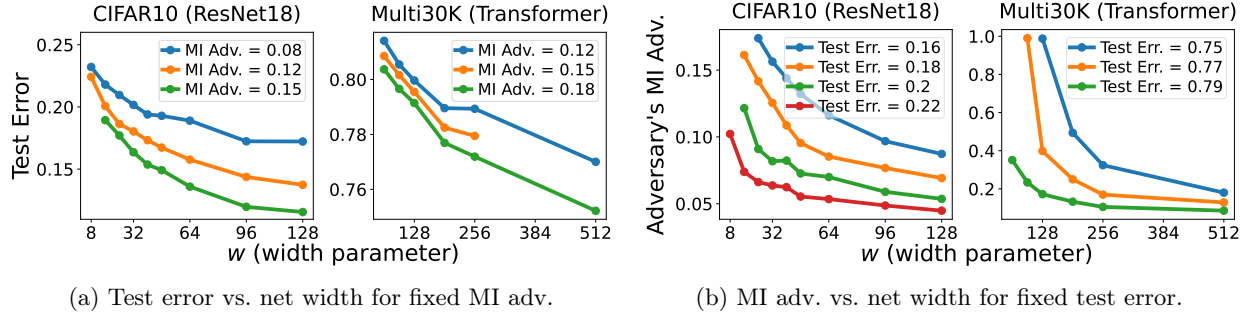 CIFAR10 (ResNet18)
Multi30K (Transformer)
Test Error
0.25
0.20
0.15
MI Adv. = 0.08
MI Adv. = 0.12
MI Adv. = 0.15
8 32 64 96 128
0.80
0.78
0.76
MI Adv. = 0.12
MI Adv. = 0.15
MI Adv. = 0.18
128 256 384 512
w (width parameter)
(a) Test error vs. net width for fixed MI adv.
CIFAR10 (ResNet18)
Multi30K (Transformer)
Adversary's MI Adv.
0.15
0.10
0.05
Test Err. = 0.16
Test Err. = 0.18
Test Err. = 0.2
Test Err. = 0.22
8 32 64 96 128
1.0
0.8
0.6
0.4
0.2
Test Err. = 0.75
Test Err. = 0.77
Test Err. = 0.79
128 256 384 512
w (width parameter)
(b) MI adv. vs. net width for fixed test error.